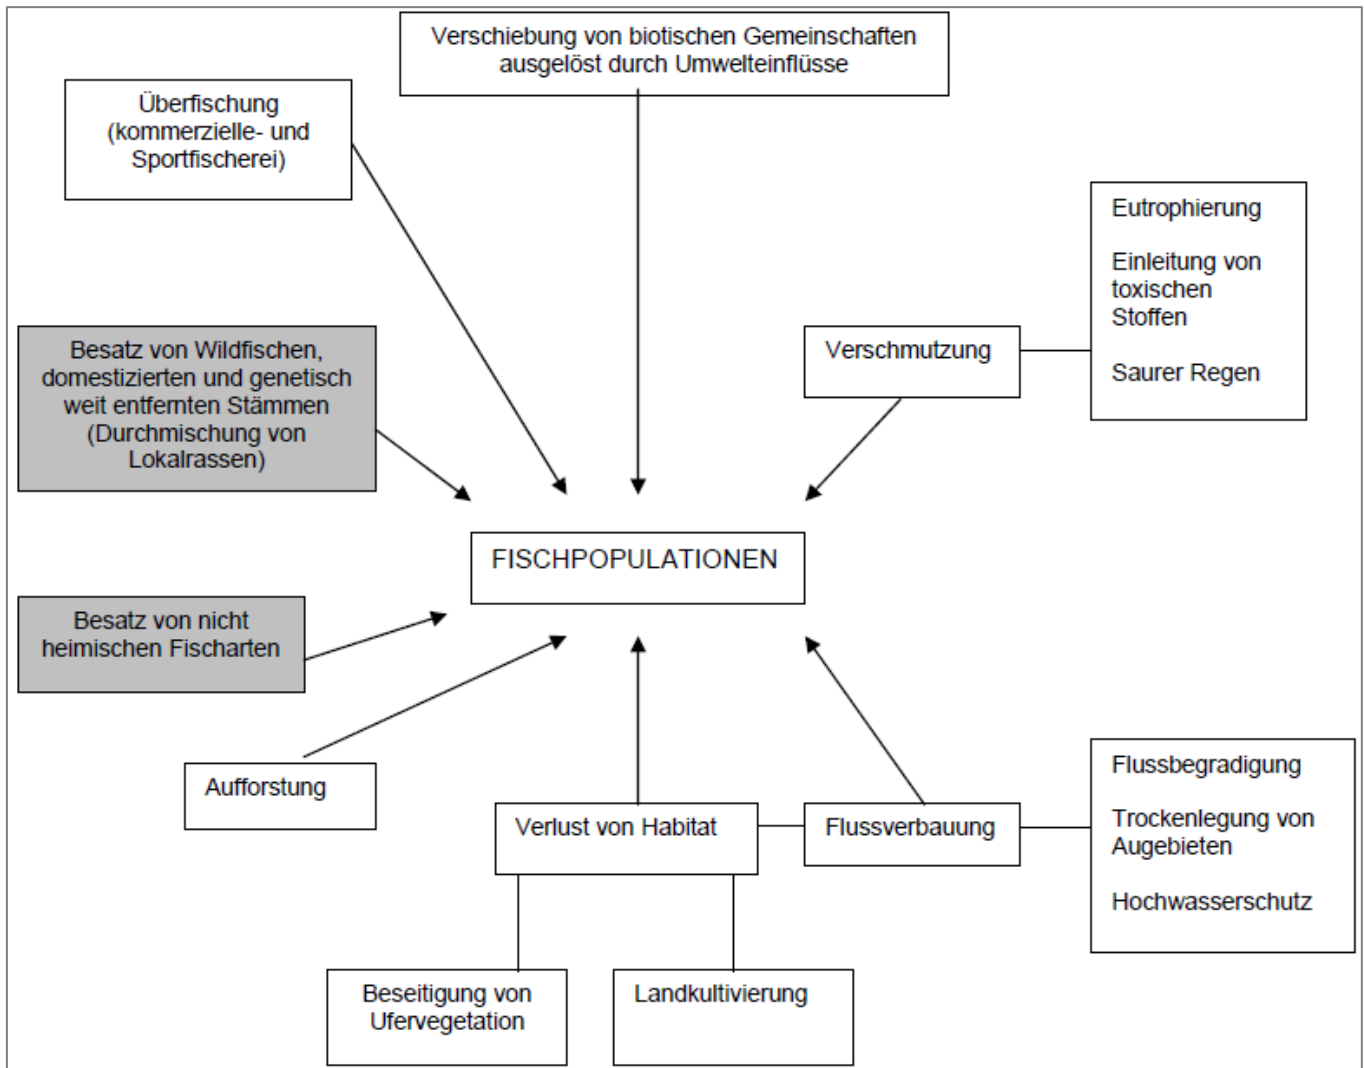 Verschiebung von biotischen Gemeinschaften
ausgelöst durch Umwelteinflüsse
Überfischung
(kommerzielle- und
Sportfischerei)
Eutrophierung
Einleitung von
toxischen
Stoffen
Saurer Regen
Verschmutzung
Besatz von Wildfischen,
domestizierten und genetisch
weit entfernten Stämmen
(Durchmischung von
Lokalrassen)
FISCHPOPULATIONEN
Besatz von nicht
heimischen Fischarten
Aufforstung
Verlust von Habitat
Flussverbauung
Flussbegradigung
Trockenlegung von
Augebieten
Hochwasserschutz
Beseitigung von
Ufervegetation
Landkultivierung